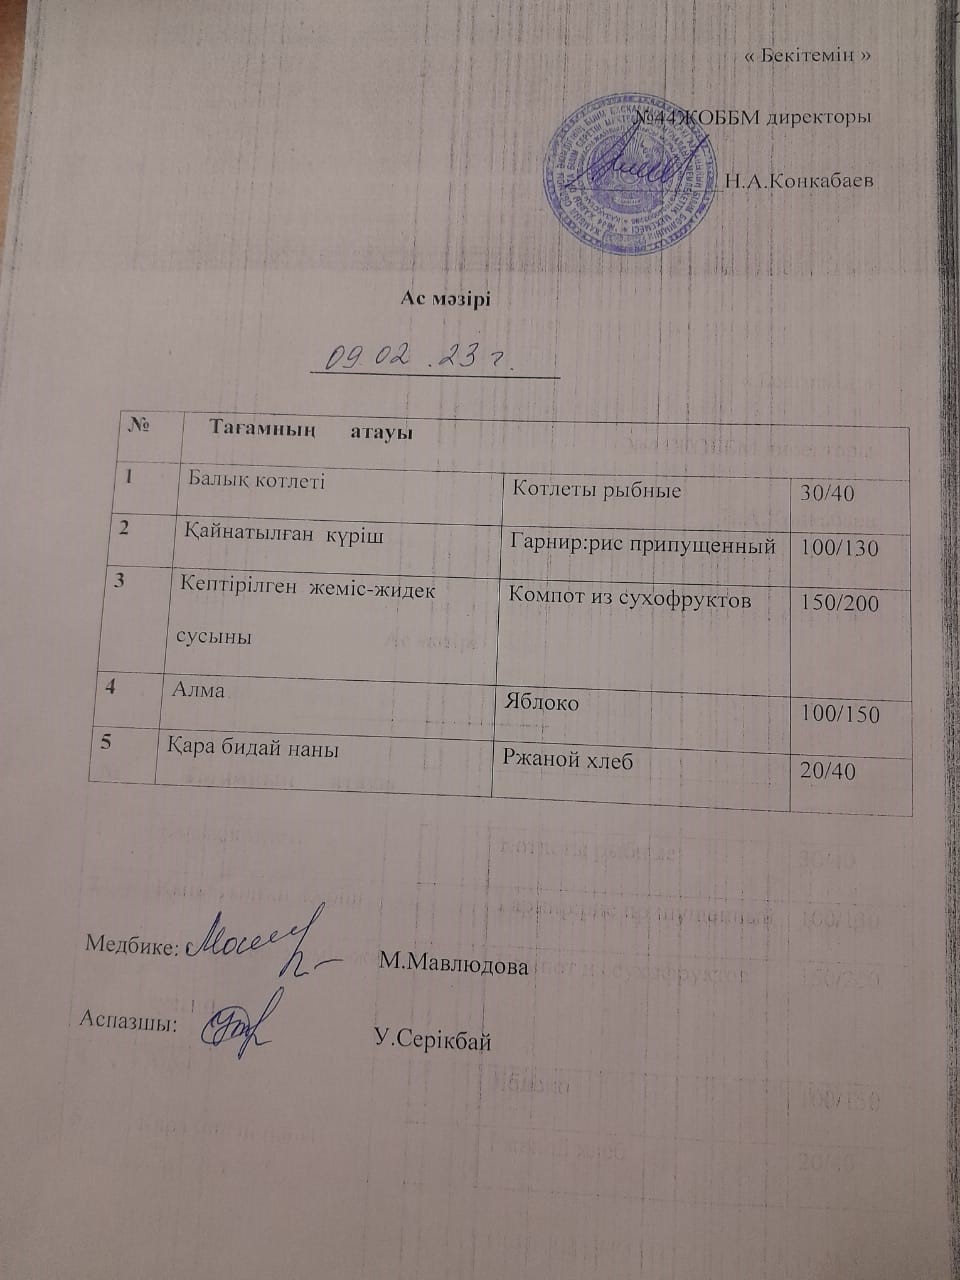 « Бекітемін »
№44ЖОББМ директоры
Н.А.Конкабаев
Ас мәзірі
09.02.23 г.
№ Тағамның атауы
1 Балық котлеті Котлеты рыбные 30/40
2 Қайнатылған күріш Гарнир:рис припущенный 100/130
3 Кептірілген жеміс-жидек Компот из сухофруктов 150/200
сусыны
4 Алма Яблоко 100/150
5 Қара бидай наны Ржаной хлеб 20/40
Медбике: М.Мавлюдова
Аспазшы: У.Серікбай